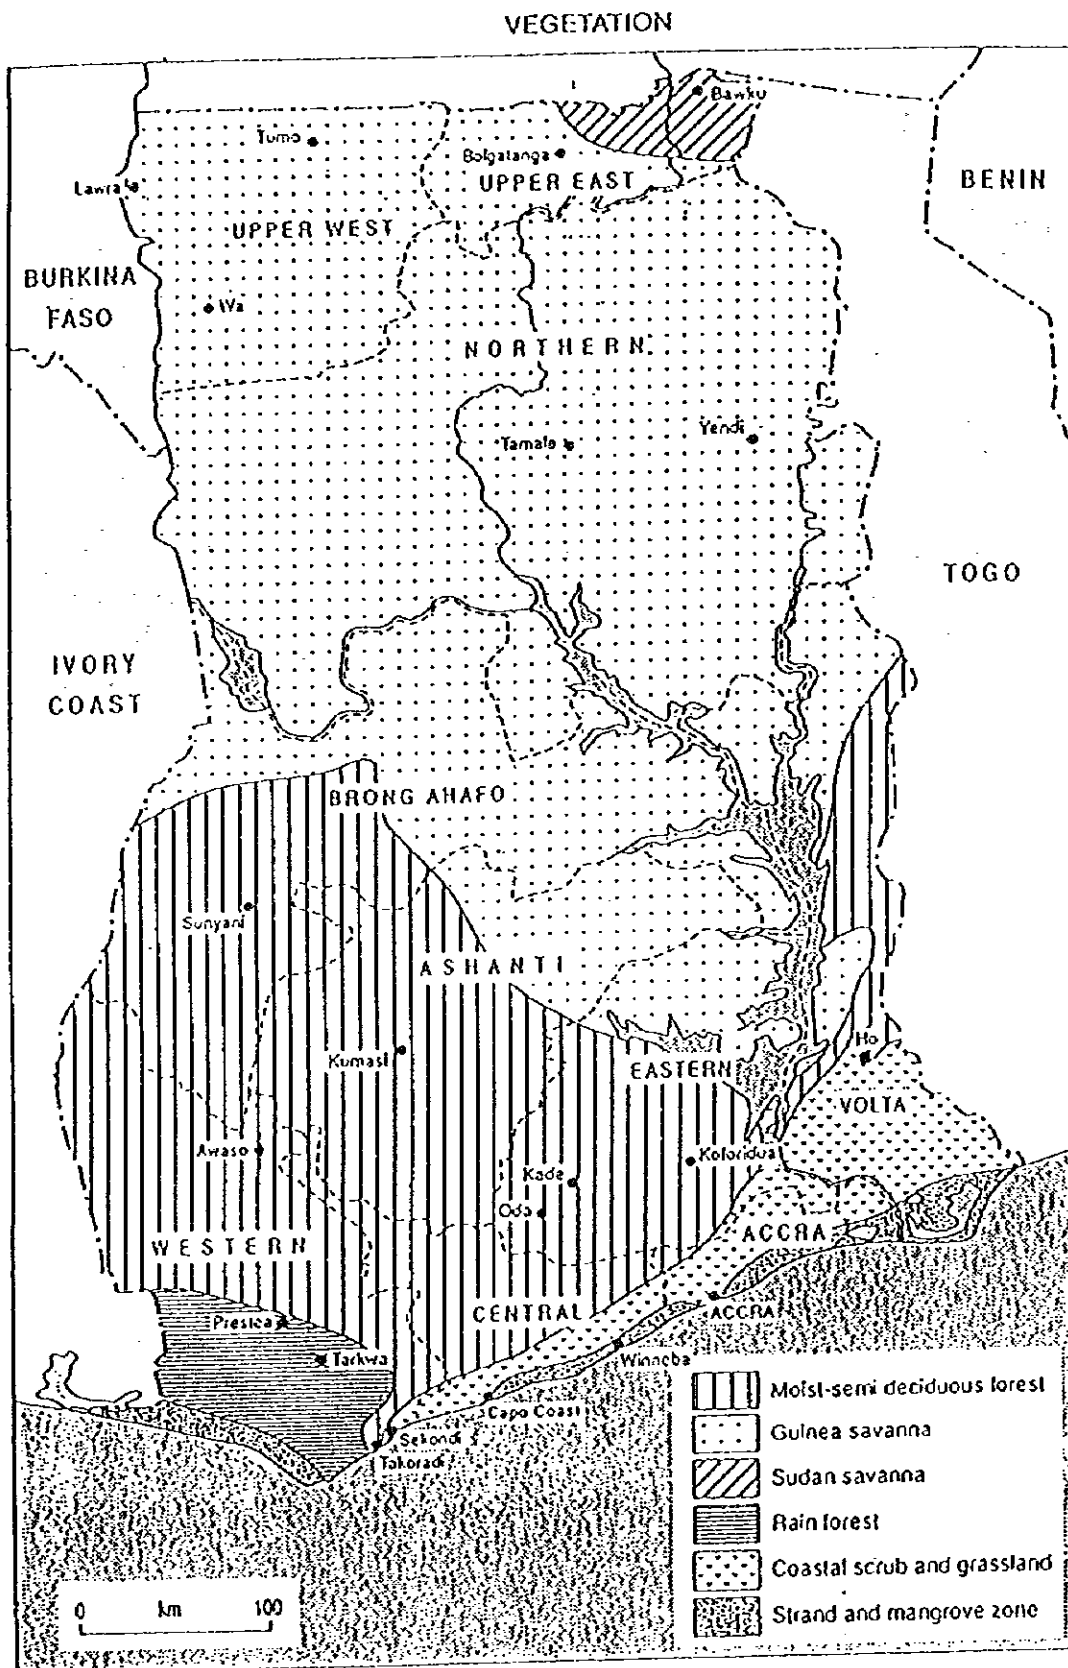 VEGETATION
Bawku
Tumo
Bolgatanga
BENIN
Lawra
UPPER EAST
UPPER WEST
BURKINA
FASO
Wa
NORTHERN
Tamale
Yendi
TOGO
IVORY
COAST
BRONG AHAFO
Sunyani
ASHANTI
Kumasi
Ho
EASTERN
VOLTA
Awaso
Koforidua
Kade
Oda
WESTERN
ACCRA
CENTRAL
ACCRA
Presica
Tarkwa
Winneba
Cape Coast
Sekondi
Takoradi
Moist-semi deciduous forest
Guinea savanna
Sudan savanna
Rain forest
Coastal scrub and grassland
Strand and mangrove zone
0 km 100